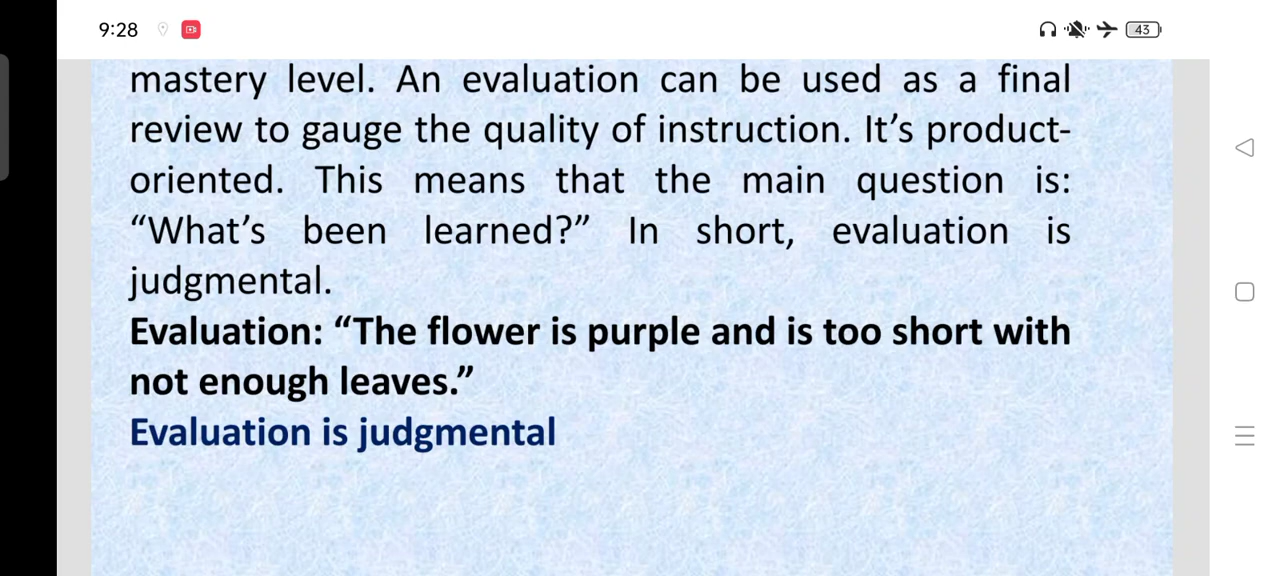 9:28
43
mastery level. An evaluation can be used as a final
review to gauge the quality of instruction. It’s product-
oriented. This means that the main question is:
“What’s been learned?” In short, evaluation is
judgmental.
Evaluation: “The flower is purple and is too short with
not enough leaves.”
Evaluation is judgmental